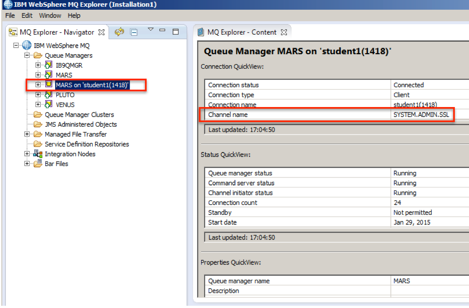 IBM WebSphere MQ Explorer (Installation1)
File Edit Window Help
MQ Explorer - Navigator
IBM WebSphere MQ
Queue Managers
IB9QMGR
MARS
MARS on 'student1(1418)'
PLUTO
VENUS
Queue Manager Clusters
JMS Administered Objects
Managed File Transfer
Service Definition Repositories
Integration Nodes
Bar Files
MQ Explorer - Content
Queue Manager MARS on 'student1(1418)'
Connection QuickView:
Connection status Connected
Connection type Client
Connection name student1(1418)
Channel name SYSTEM.ADMIN.SSL
Last updated: 17:04:50
Status QuickView:
Queue manager status Running
Command server status Running
Channel initiator status Running
Connection count 24
Standby Not permitted
Start date Jan 29, 2015
Last updated: 17:04:50
Properties QuickView:
Queue manager name MARS
Description